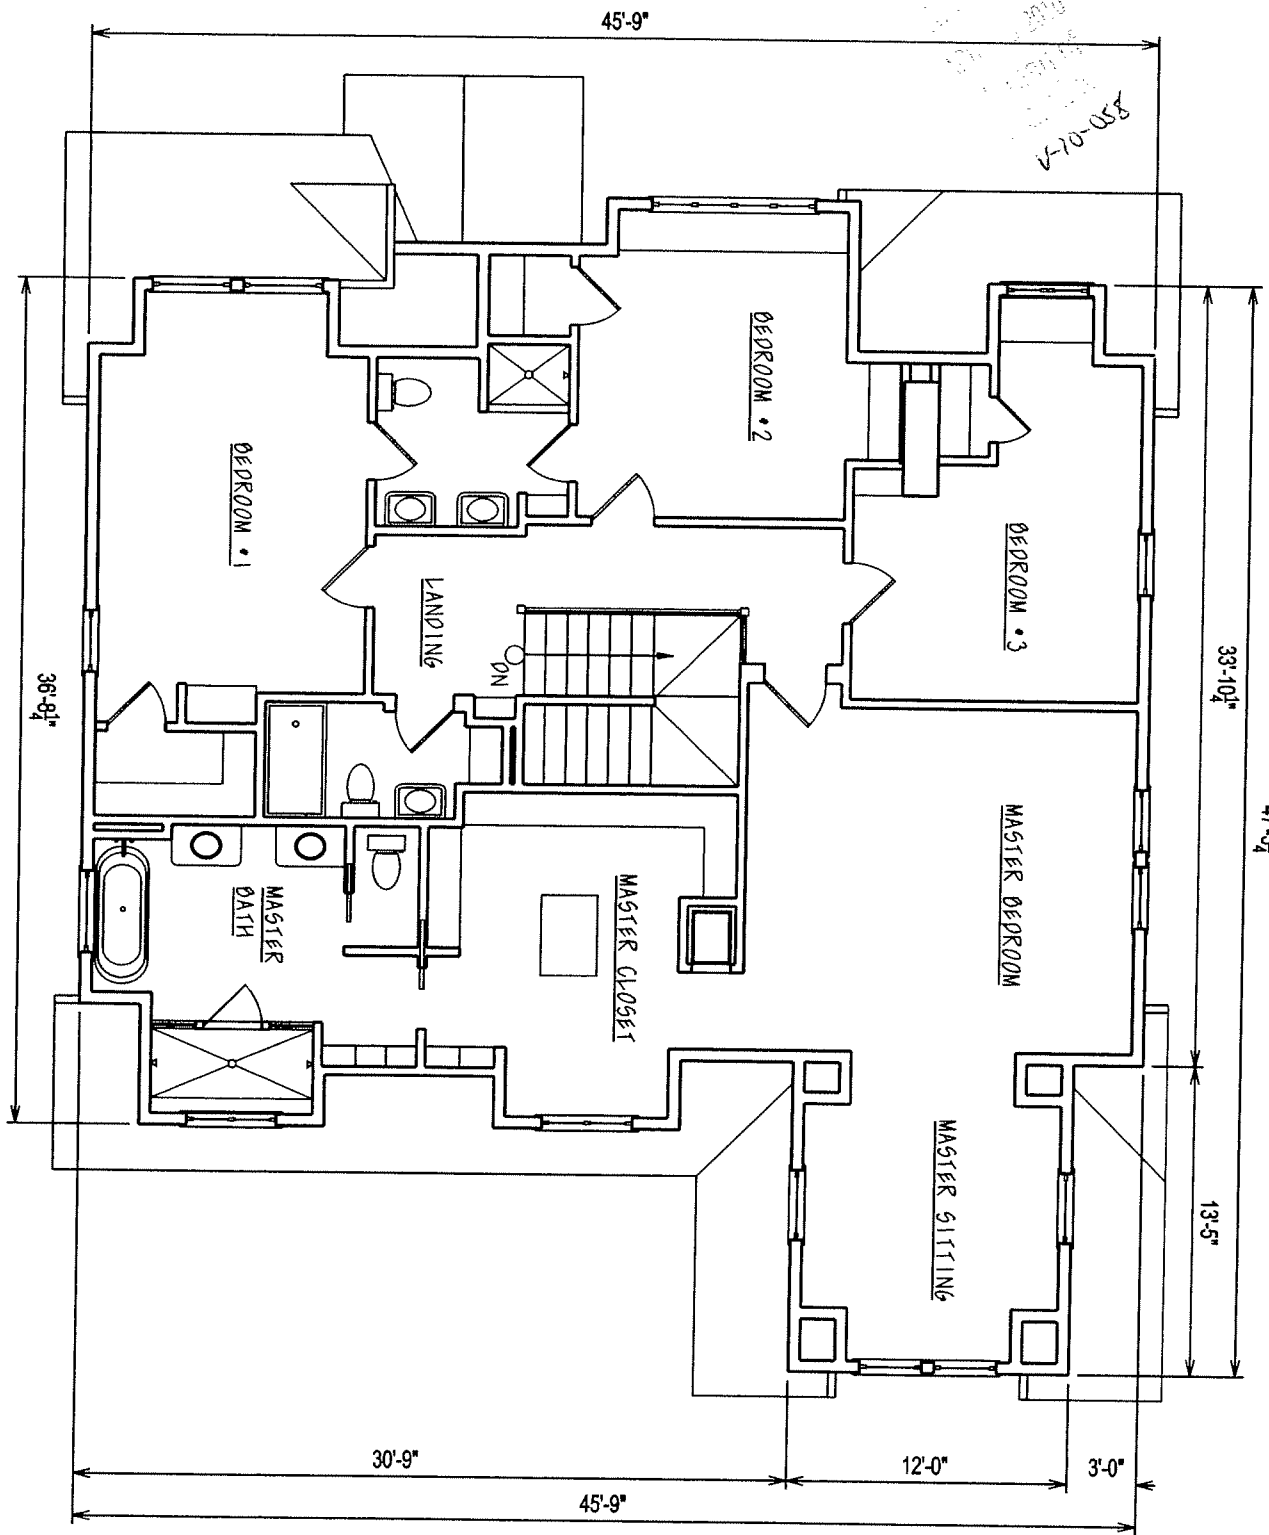 45'-9"
2010
V-10-058
BEDROOM •2
BEDROOM •1
BEDROOM •3
LANDING
DN
33'-10¼"
36'-8¼"
MASTER BEDROOM
MASTER
BATH
MASTER CLOSET
MASTER SITTING
13'-5"
30'-9"
12'-0"
3'-0"
45'-9"